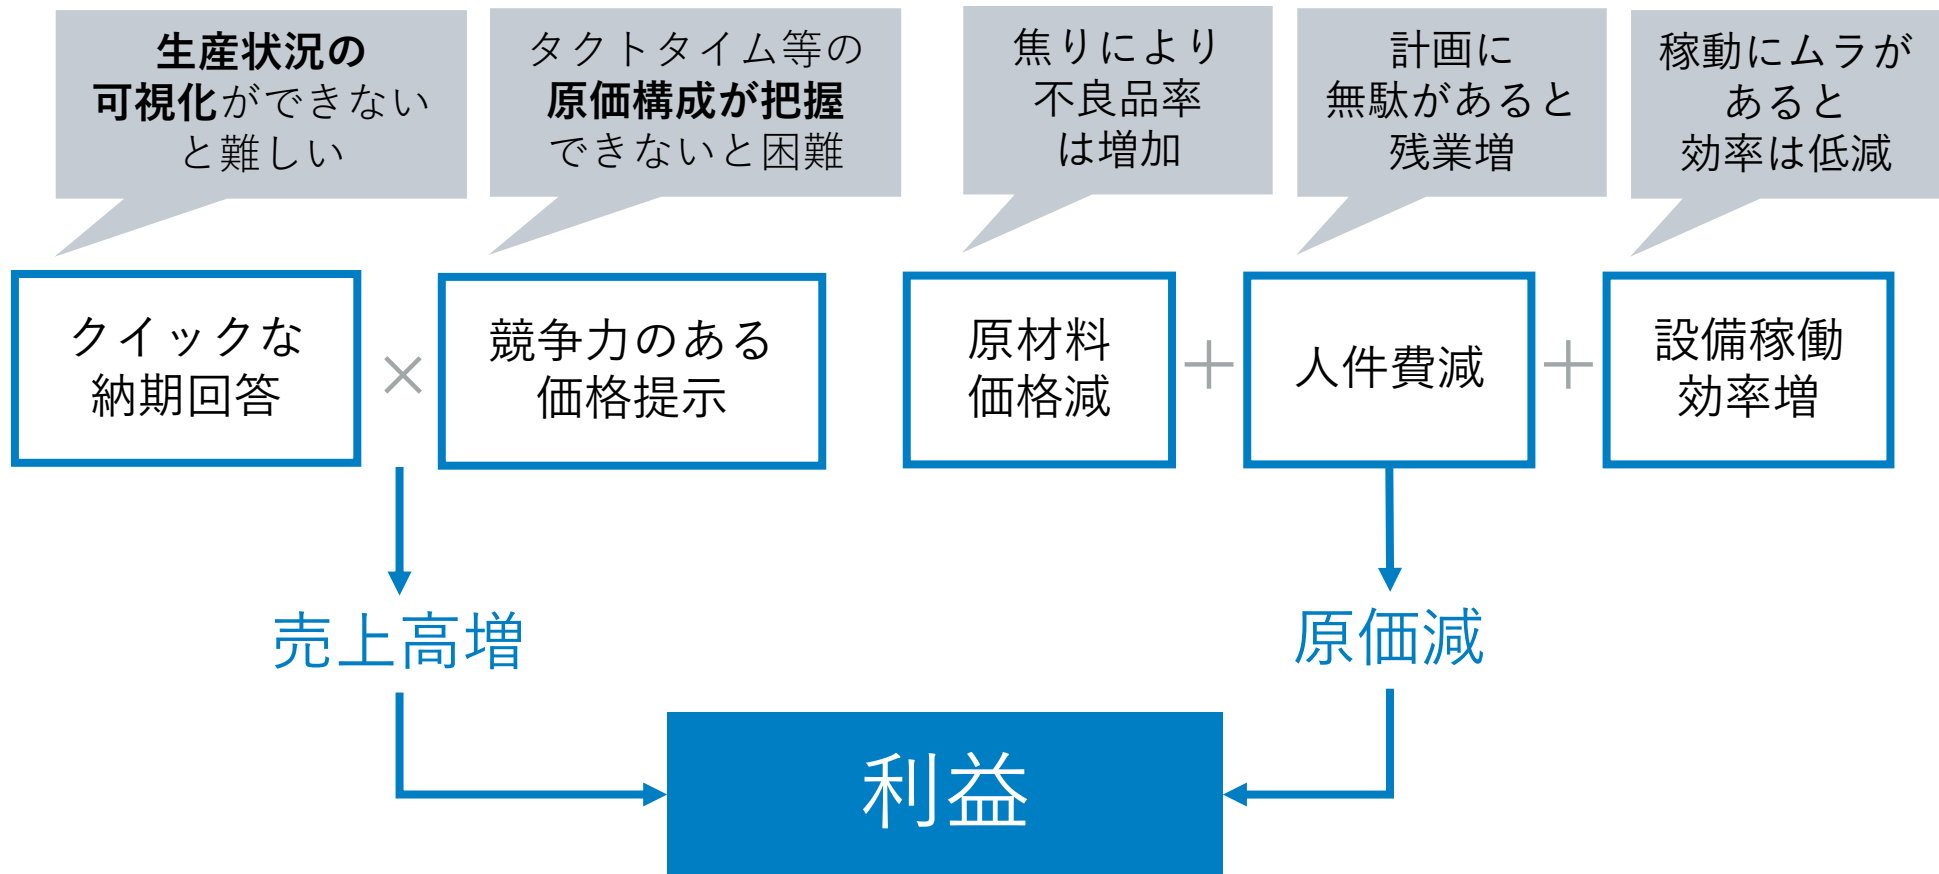 生産状況の
可視化ができない
と難しい
タクトタイム等の
原価構成が把握
できないと困難
焦りにより
不良品率
は増加
計画に
無駄があると
残業増
稼動にムラが
あると
効率は低減
クイックな
納期回答
×
競争力のある
価格提示
原材料
価格減
+
人件費減
+
設備稼働
効率増
売上高増
原価減
利益